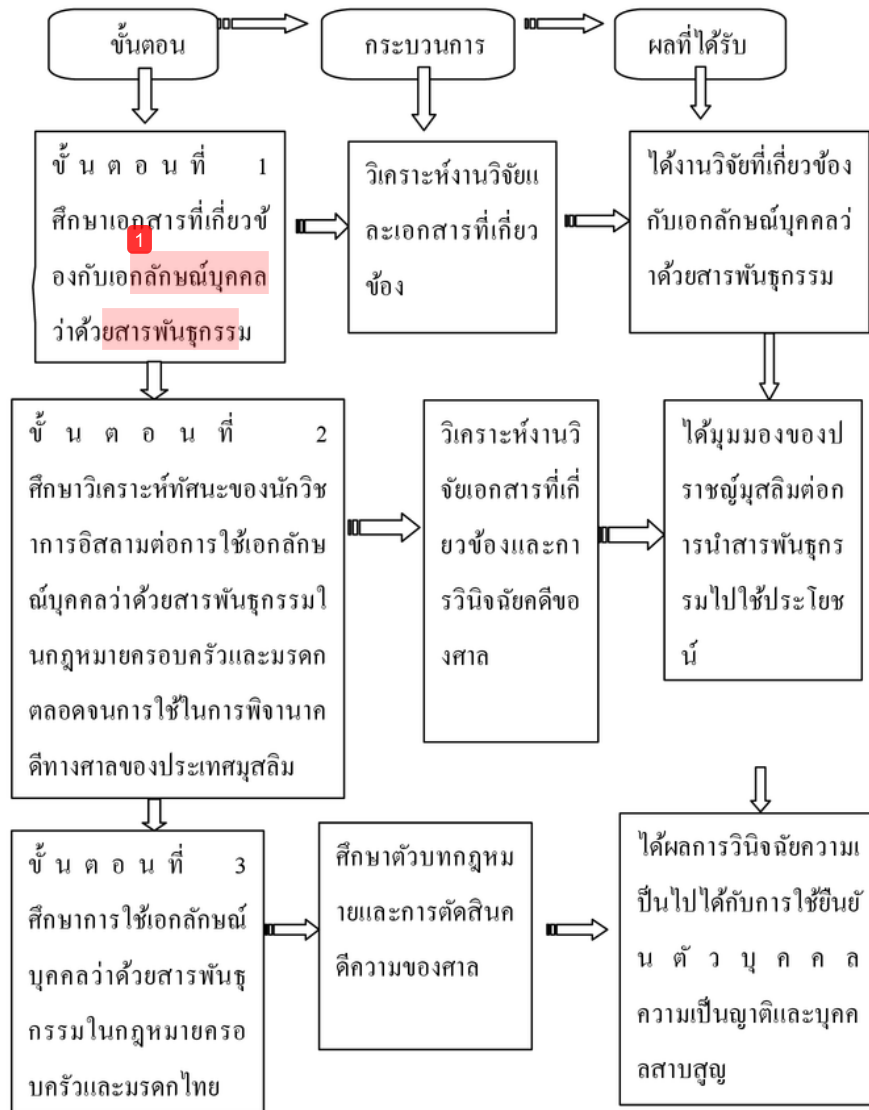 ขั้นตอน
กระบวนการ
ผลที่ได้รับ
ขั้นตอนที่ 1
ศึกษาเอกสารที่เกี่ยวข้
องกับเอกลักษณ์บุคคล
ว่าด้วยสารพันธุกรรม
1
วิเคราะห์งานวิจัยแ
ละเอกสารที่เกี่ยว
ข้อง
ได้งานวิจัยที่เกี่ยวข้อง
กับเอกลักษณ์บุคคลว่
าด้วยสารพันธุกรรม
ขั้นตอนที่ 2
ศึกษาวิเคราะห์ทัศนะของนักวิช
าการอิสลามต่อการใช้เอกลักษ
ณ์บุคคลว่าด้วยสารพันธุกรรมใ
นกฎหมายครอบครัวและมรดก
ตลอดจนการใช้ในการพิจานาค
ดีทางศาลของประเทศมุสลิม
วิเคราะห์งานวิ
จัยเอกสารที่เกี่
ยวข้องและกา
รวินิจฉัยคดีขอ
งศาล
ได้มุมมองของป
ราชญ์มุสลิมต่อก
ารนำสารพันธุกร
รมไปใช้ประโยช
น์
ขั้นตอนที่ 3
ศึกษาการใช้เอกลักษณ์
บุคคลว่าด้วยสารพันธุ
กรรมในกฎหมายครอ
บครัวและมรดกไทย
ศึกษาตัวบทกฎหม
ายและการตัดสินค
ดีความของศาล
ได้ผลการวินิจฉัยความเ
ป็นไปได้กับการใช้ยืนยั
นตัวบุคคล
ความเป็นญาติและบุคค
ลสาบสูญ